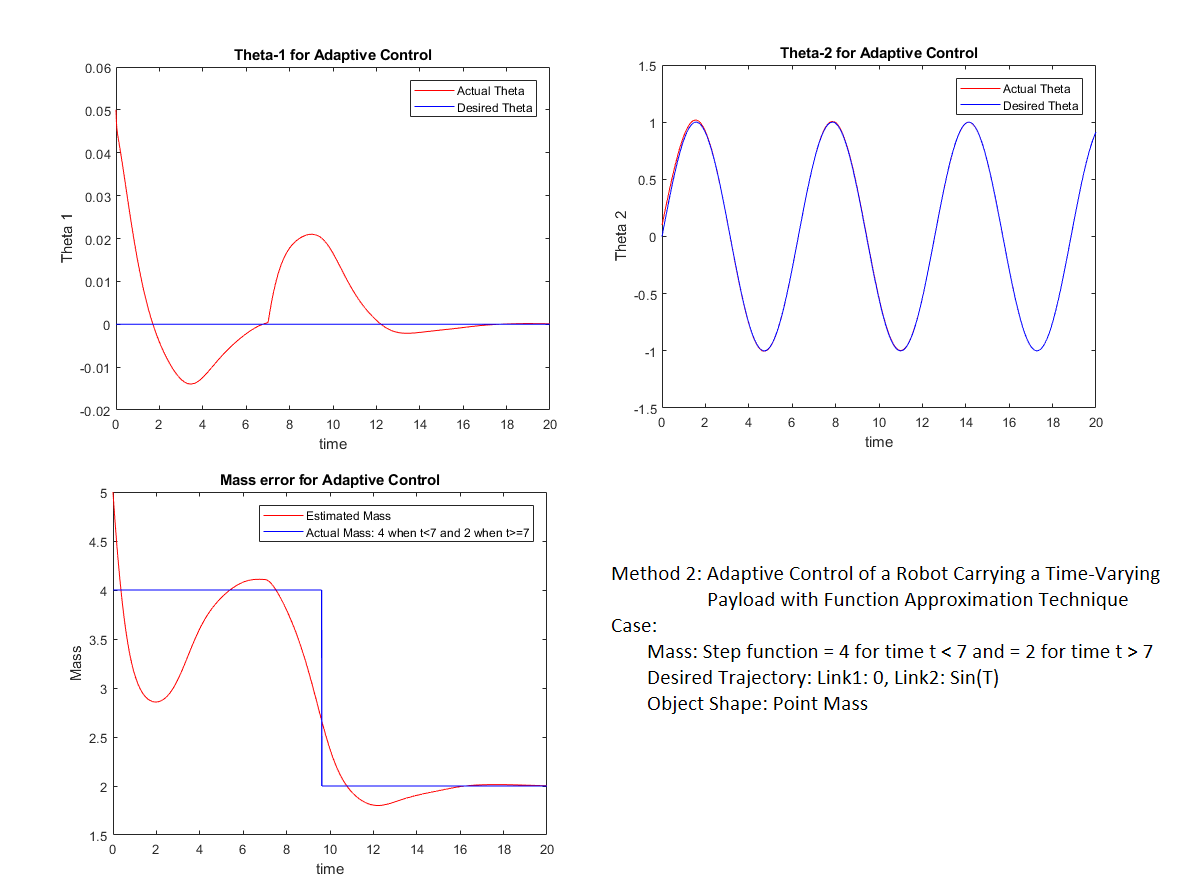 Theta-1 for Adaptive Control
0.06
0.05
0.04
0.03
0.02
0.01
0
-0.01
-0.02
Theta 1
Actual Theta
Desired Theta
0 2 4 6 8 10 12 14 16 18 20
time
Theta-2 for Adaptive Control
1.5
1
0.5
0
-0.5
-1
-1.5
Theta 2
Actual Theta
Desired Theta
0 2 4 6 8 10 12 14 16 18 20
time
Mass error for Adaptive Control
5
4.5
4
3.5
3
2.5
2
1.5
Mass
Estimated Mass
Actual Mass: 4 when t<7 and 2 when t>=7
0 2 4 6 8 10 12 14 16 18 20
time
Method 2: Adaptive Control of a Robot Carrying a Time-Varying
Payload with Function Approximation Technique
Case:
Mass: Step function = 4 for time t < 7 and = 2 for time t > 7
Desired Trajectory: Link1: 0, Link2: Sin(T)
Object Shape: Point Mass